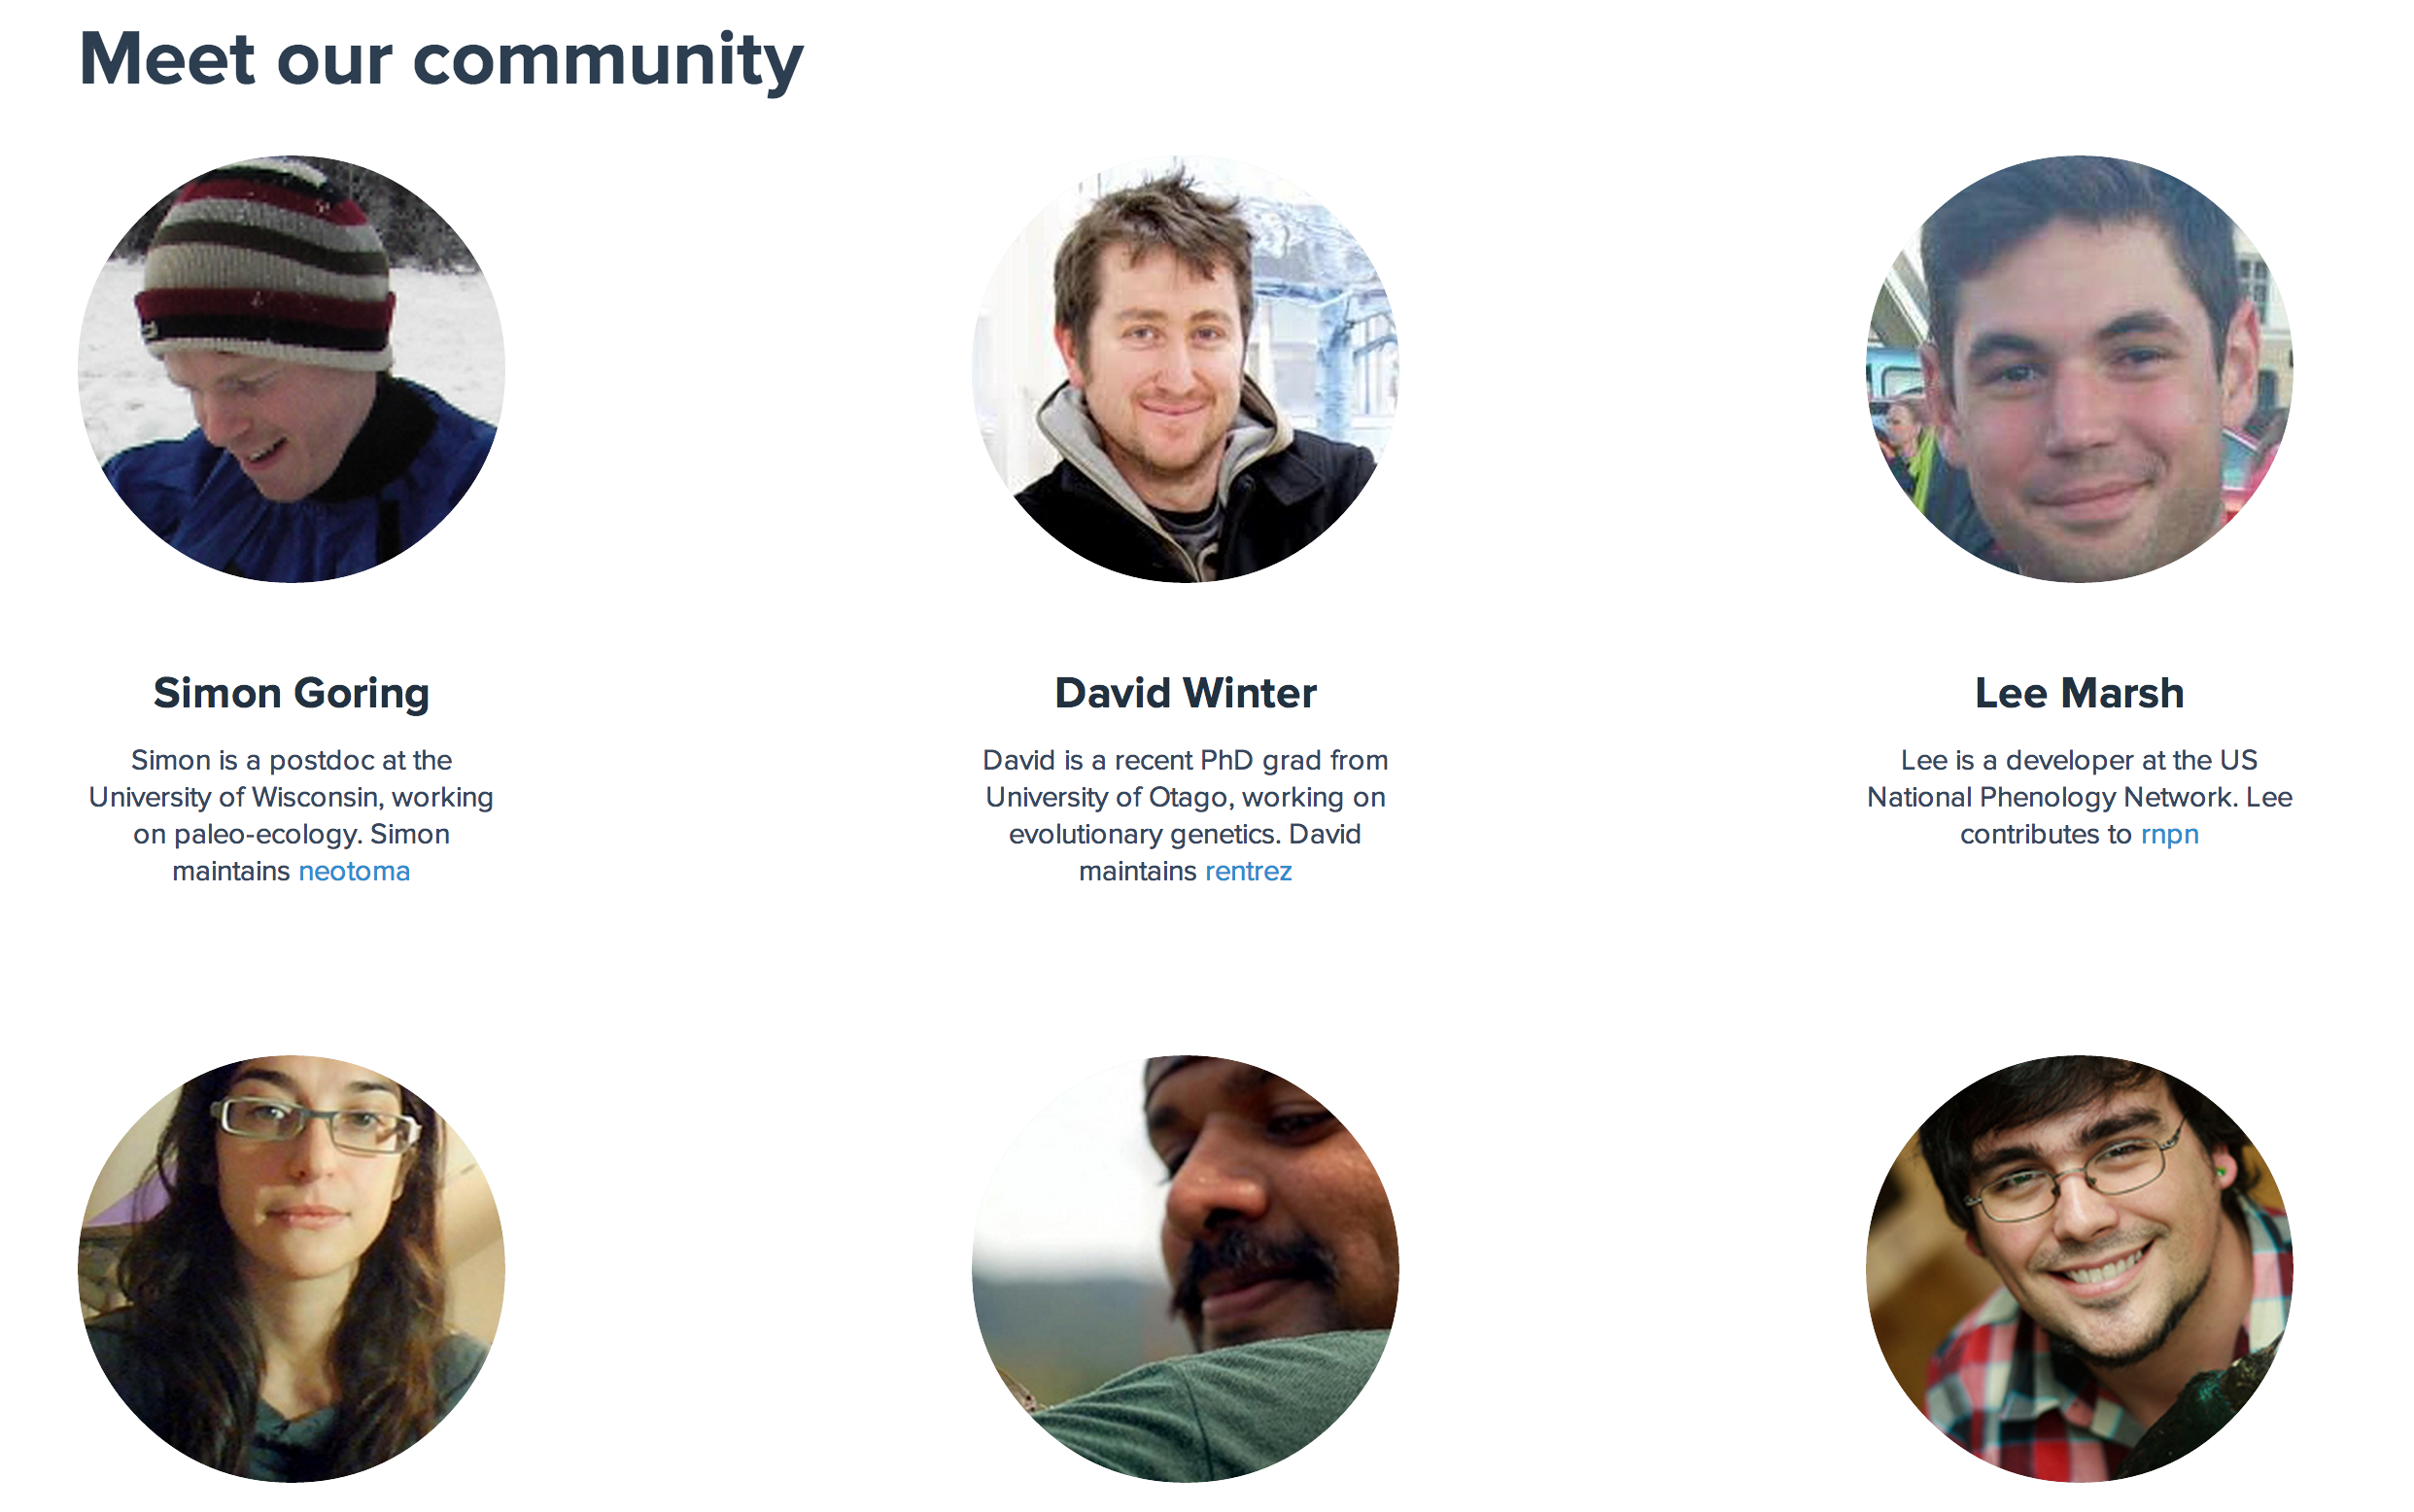 Meet our community
Simon Goring
Simon is a postdoc at the
University of Wisconsin, working
on paleo-ecology. Simon
maintains neotoma
David Winter
David is a recent PhD grad from
University of Otago, working on
evolutionary genetics. David
maintains rentrez
Lee Marsh
Lee is a developer at the US
National Phenology Network. Lee
contributes to rnpn